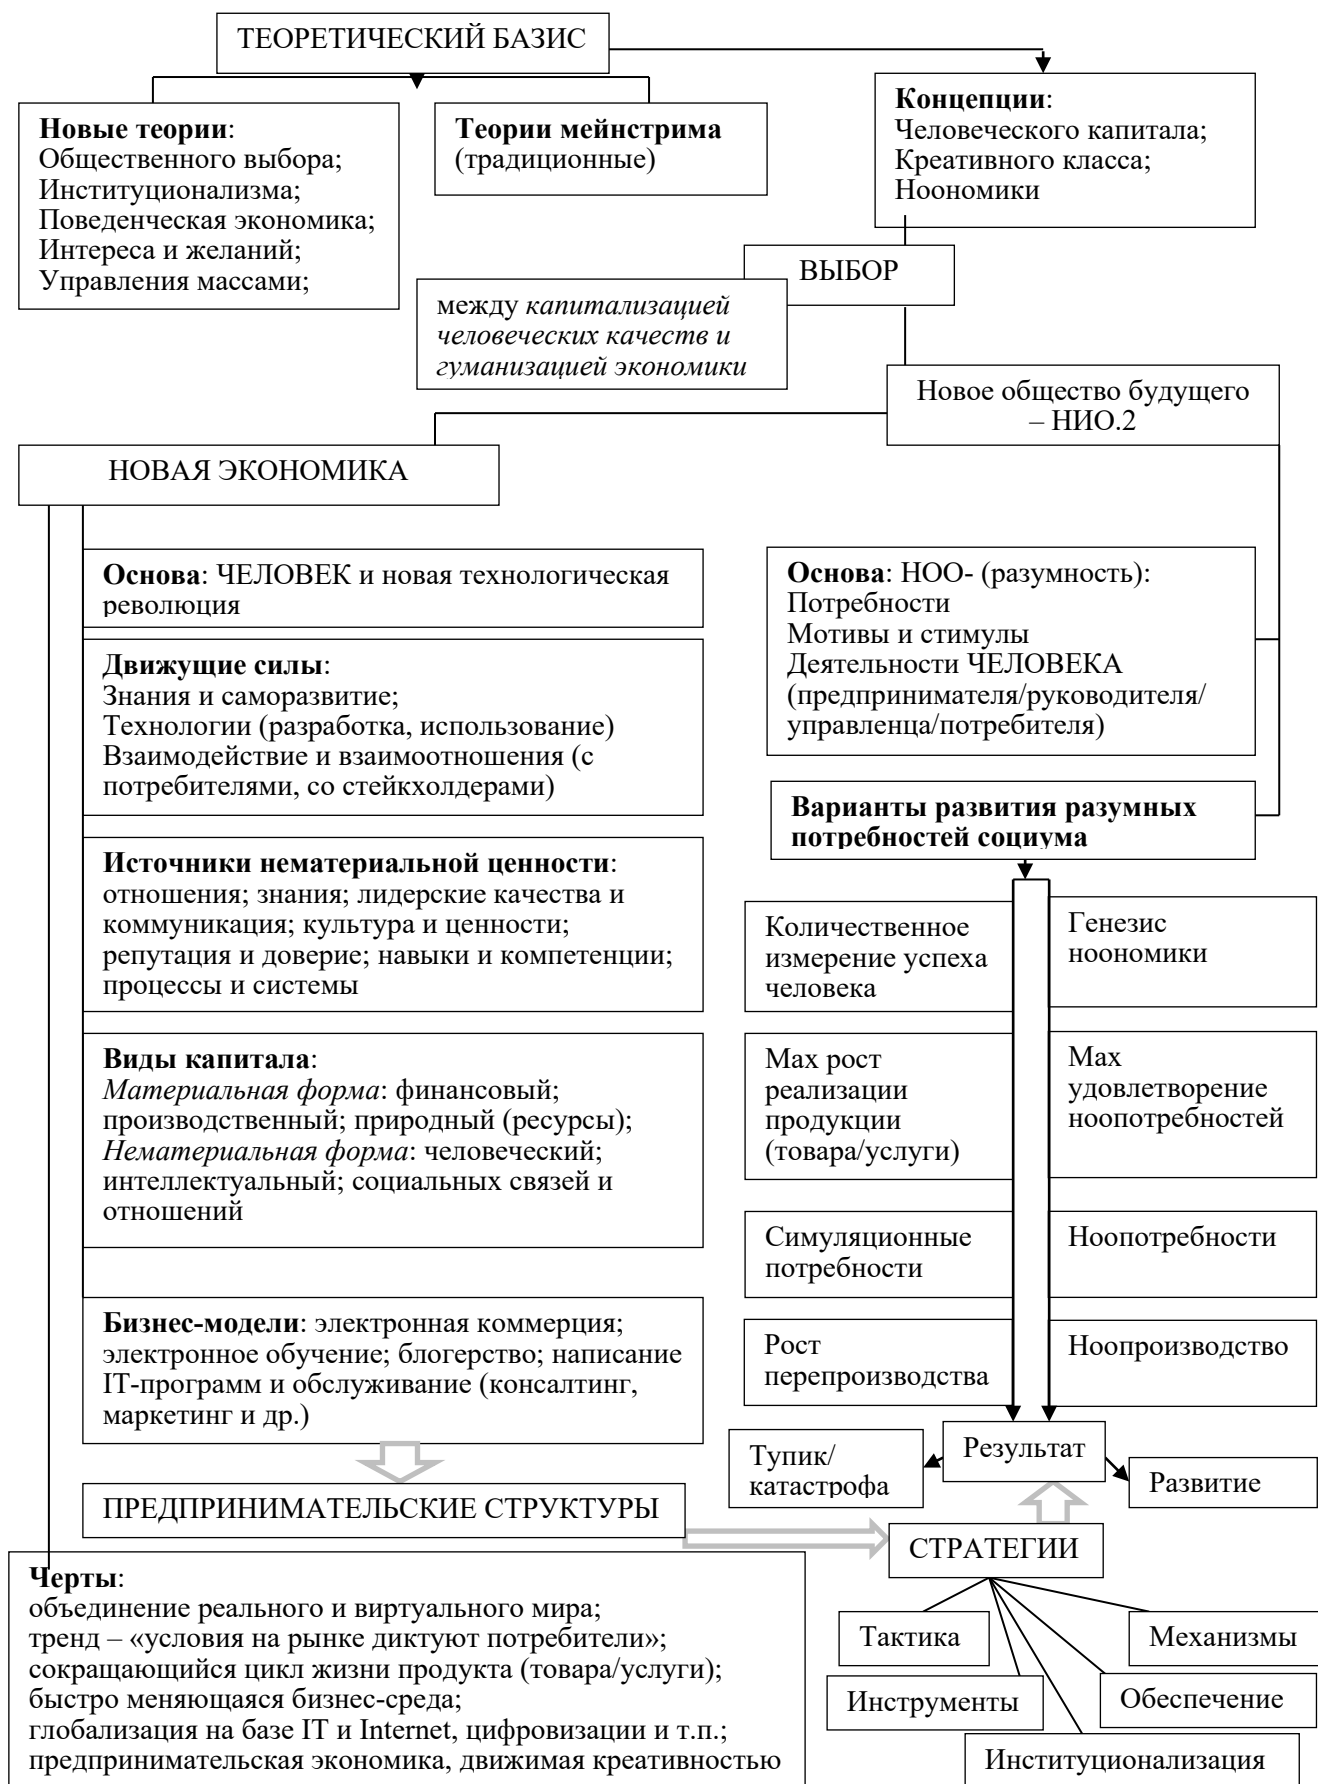 ТЕОРЕТИЧЕСКИЙ БАЗИС
Новые теории:
Общественного выбора;
Институционализма;
Поведенческая экономика;
Интереса и желаний;
Управления массами;
Теории мейнстрима
(традиционные)
Концепции:
Человеческого капитала;
Креативного класса;
Ноономики
ВЫБОР
между капитализацией
человеческих качеств и
гуманизацией экономики
Новое общество будущего
– НИО.2
НОВАЯ ЭКОНОМИКА
Основа: ЧЕЛОВЕК и новая технологическая
революция
Движущие силы:
Знания и саморазвитие;
Технологии (разработка, использование)
Взаимодействие и взаимоотношения (с
потребителями, со стейкхолдерами)
Источники нематериальной ценности:
отношения; знания; лидерские качества и
коммуникация; культура и ценности;
репутация и доверие; навыки и компетенции;
процессы и системы
Виды капитала:
Материальная форма: финансовый;
производственный; природный (ресурсы);
Нематериальная форма: человеческий;
интеллектуальный; социальных связей и
отношений
Бизнес-модели: электронная коммерция;
электронное обучение; блогерство; написание
IT-программ и обслуживание (консалтинг,
маркетинг и др.)
ПРЕДПРИНИМАТЕЛЬСКИЕ СТРУКТУРЫ
Черты:
объединение реального и виртуального мира;
тренд – «условия на рынке диктуют потребители»;
сокращающийся цикл жизни продукта (товара/услуги);
быстро меняющаяся бизнес-среда;
глобализация на базе IT и Internet, цифровизации и т.п.;
предпринимательская экономика, движимая креативностью
Основа: НОО- (разумность):
Потребности
Мотивы и стимулы
Деятельности ЧЕЛОВЕКА
(предпринимателя/руководителя/
управленца/потребителя)
Варианты развития разумных
потребностей социума
Количественное
измерение успеха
человека
Генезис
ноономики
Мах рост
реализации
продукции
(товара/услуги)
Мах
удовлетворение
ноопотребностей
Симуляционные
потребности
Ноопотребности
Рост
перепроизводства
Ноопроизводство
Результат
Тупик/
катастрофа
Развитие
СТРАТЕГИИ
Тактика
Механизмы
Инструменты
Обеспечение
Институционализация